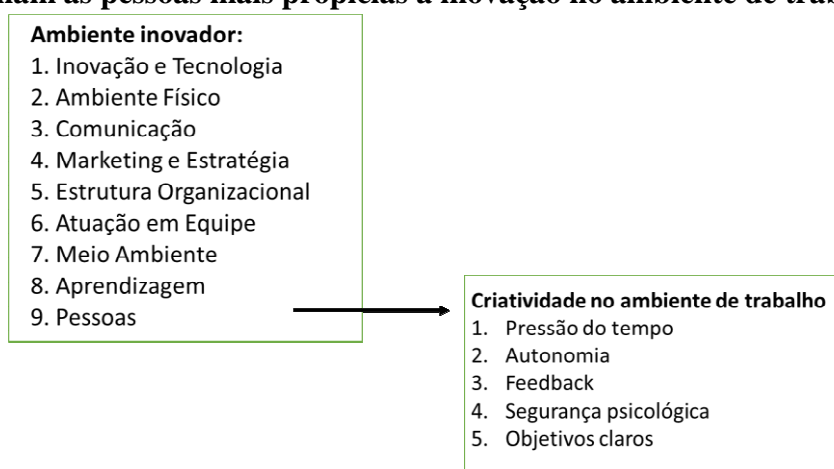 as pessoas mais propícias a inovação no ambiente de
Ambiente inovador:
1. Inovação e Tecnologia
2. Ambiente Físico
3. Comunicação
4. Marketing e Estratégia
5. Estrutura Organizacional
6. Atuação em Equipe
7. Meio Ambiente
8. Aprendizagem
9. Pessoas
Criatividade no ambiente de trabalho
1. Pressão do tempo
2. Autonomia
3. Feedback
4. Segurança psicológica
5. Objetivos claros